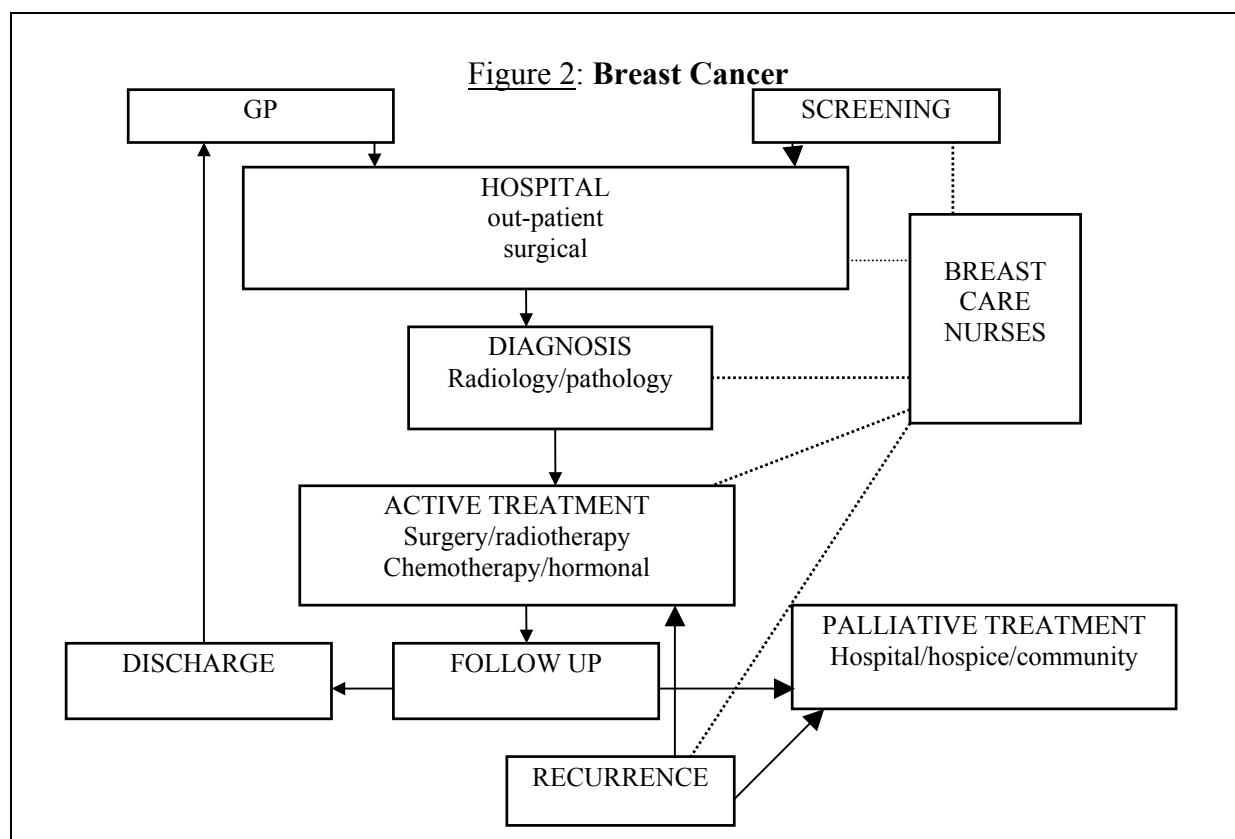 Figure 2: Breast Cancer
GP
SCREENING
HOSPITAL
out-patient
surgical
BREAST
CARE
NURSES
DIAGNOSIS
Radiology/pathology
ACTIVE TREATMENT
Surgery/radiotherapy
Chemotherapy/hormonal
PALLIATIVE TREATMENT
Hospital/hospice/community
DISCHARGE
FOLLOW UP
RECURRENCE